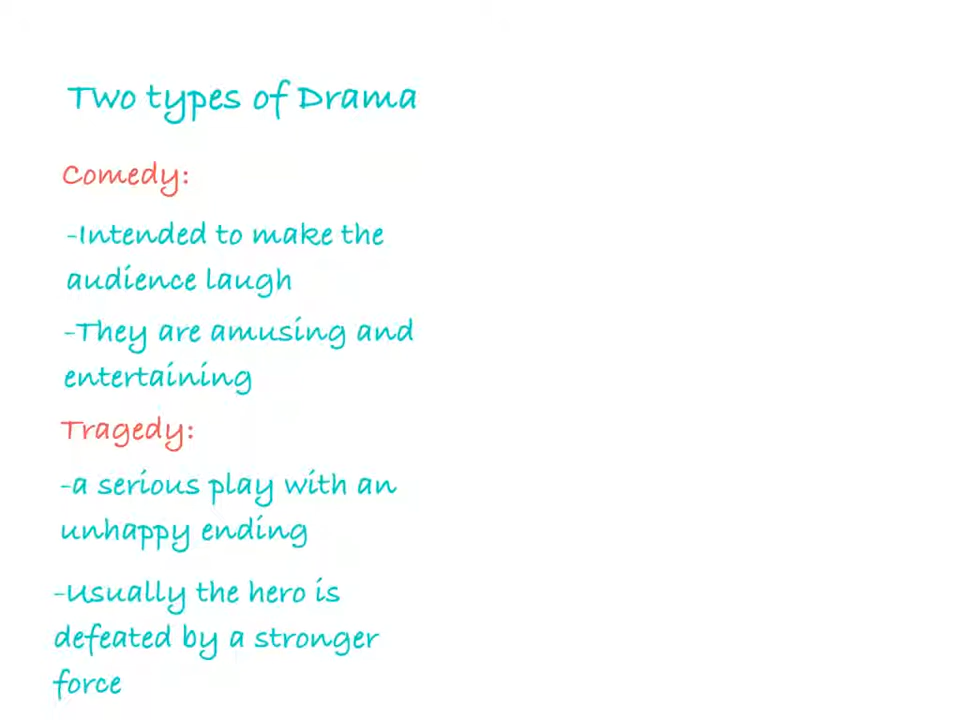 Two types of Drama
Comedy:
-Intended to make the
audience laugh
-They are amusing and
entertaining
Tragedy:
-a serious play with an
unhappy ending
-Usually the hero is
defeated by a stronger
force